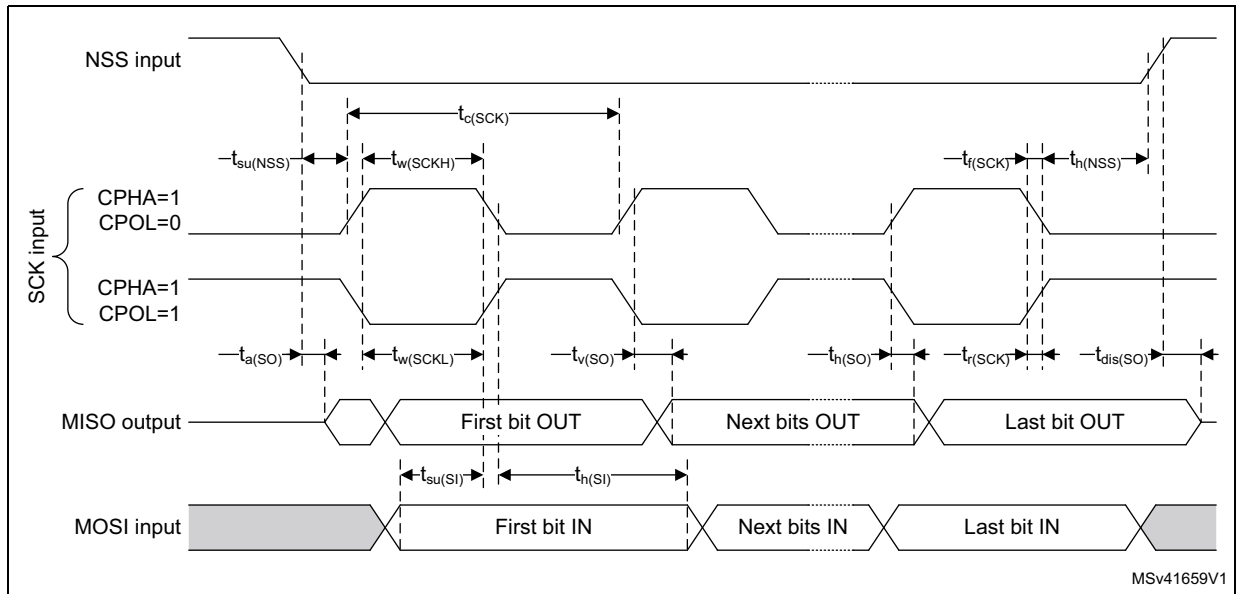 NSS input
tc(SCK)
tsu(NSS)
tw(SCKH)
tf(SCK)
th(NSS)
SCK input
CPHA=1
CPOL=0
CPHA=1
CPOL=1
ta(SO)
tw(SCKL)
tv(SO)
th(SO)
tr(SCK)
tdis(SO)
MISO output
First bit OUT
Next bits OUT
Last bit OUT
tsu(SI)
th(SI)
MOSI input
First bit IN
Next bits IN
Last bit IN
MSv41659V1